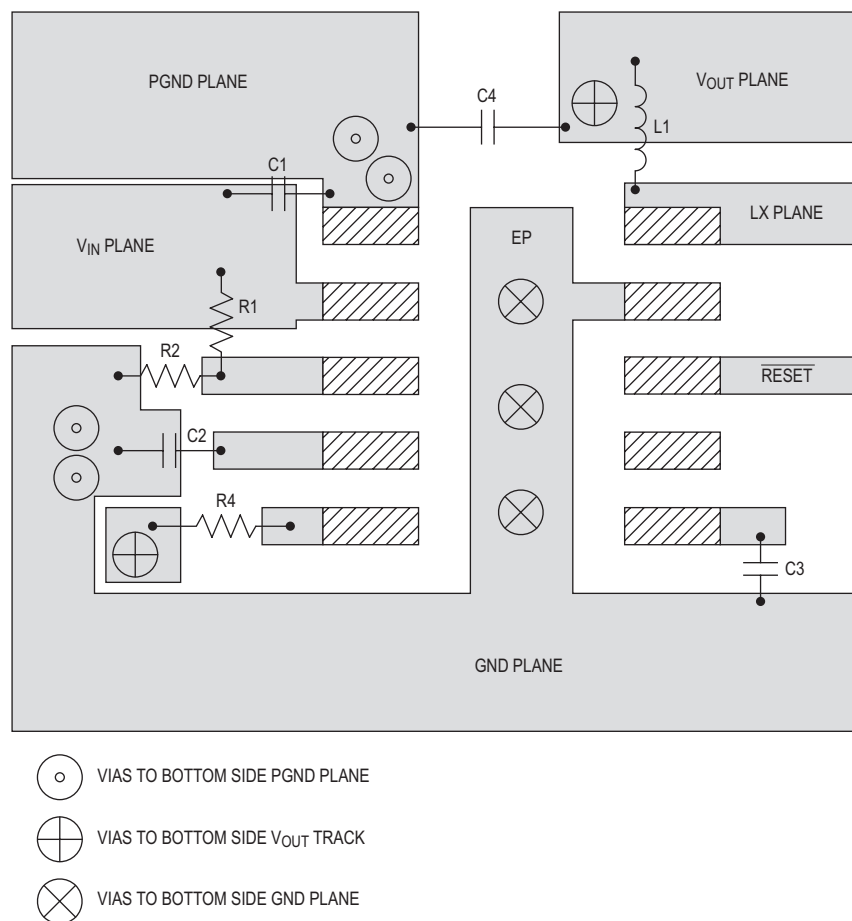 PGND PLANE
C4
VOUT PLANE
L1
C1
LX PLANE
EP
VIN PLANE
R1
R2
RESET
C2
R4
C3
GND PLANE
VIAS TO BOTTOM SIDE PGND PLANE
VIAS TO BOTTOM SIDE VOUT TRACK
VIAS TO BOTTOM SIDE GND PLANE